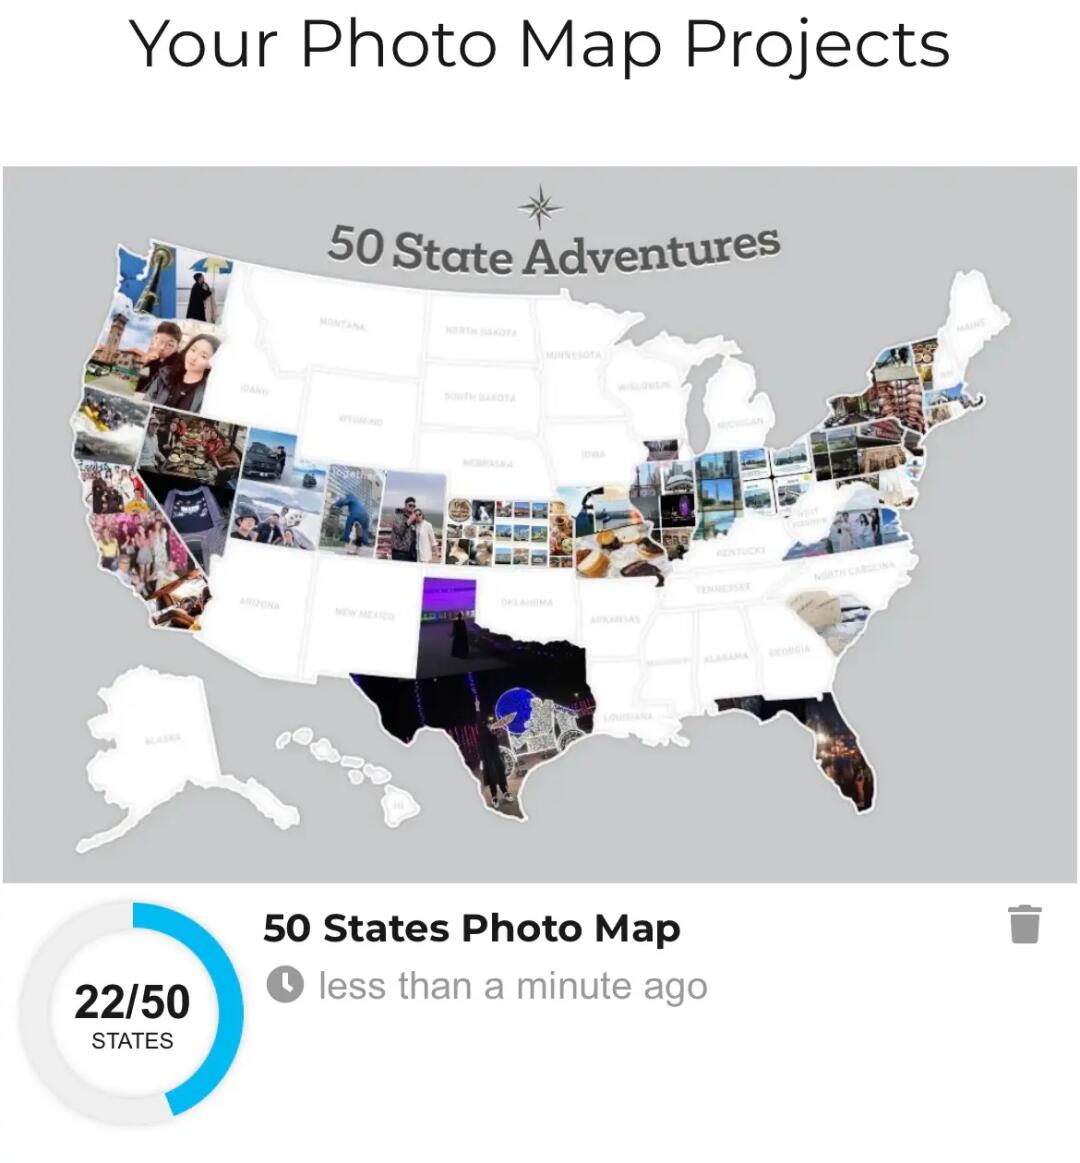 Your Photo Map Projects
50 State Adventures
MAINE
MONTANA
NORTH DAKOTA
MINNESOTA
WISCONSIN
IDAHO
SOUTH DAKOTA
WYOMING
MICHIGAN
NEBRASKA
IOWA
Together
WEST
VIRGINIA
KENTUCKY
NORTH CAROLINA
TENNESSEE
ARIZONA
NEW MEXICO
OKLAHOMA
ARKANSAS
MISSISSIPPI
ALABAMA
GEORGIA
LOUISIANA
ALASKA
HI
50 States Photo Map
less than a minute ago
22/50
STATES